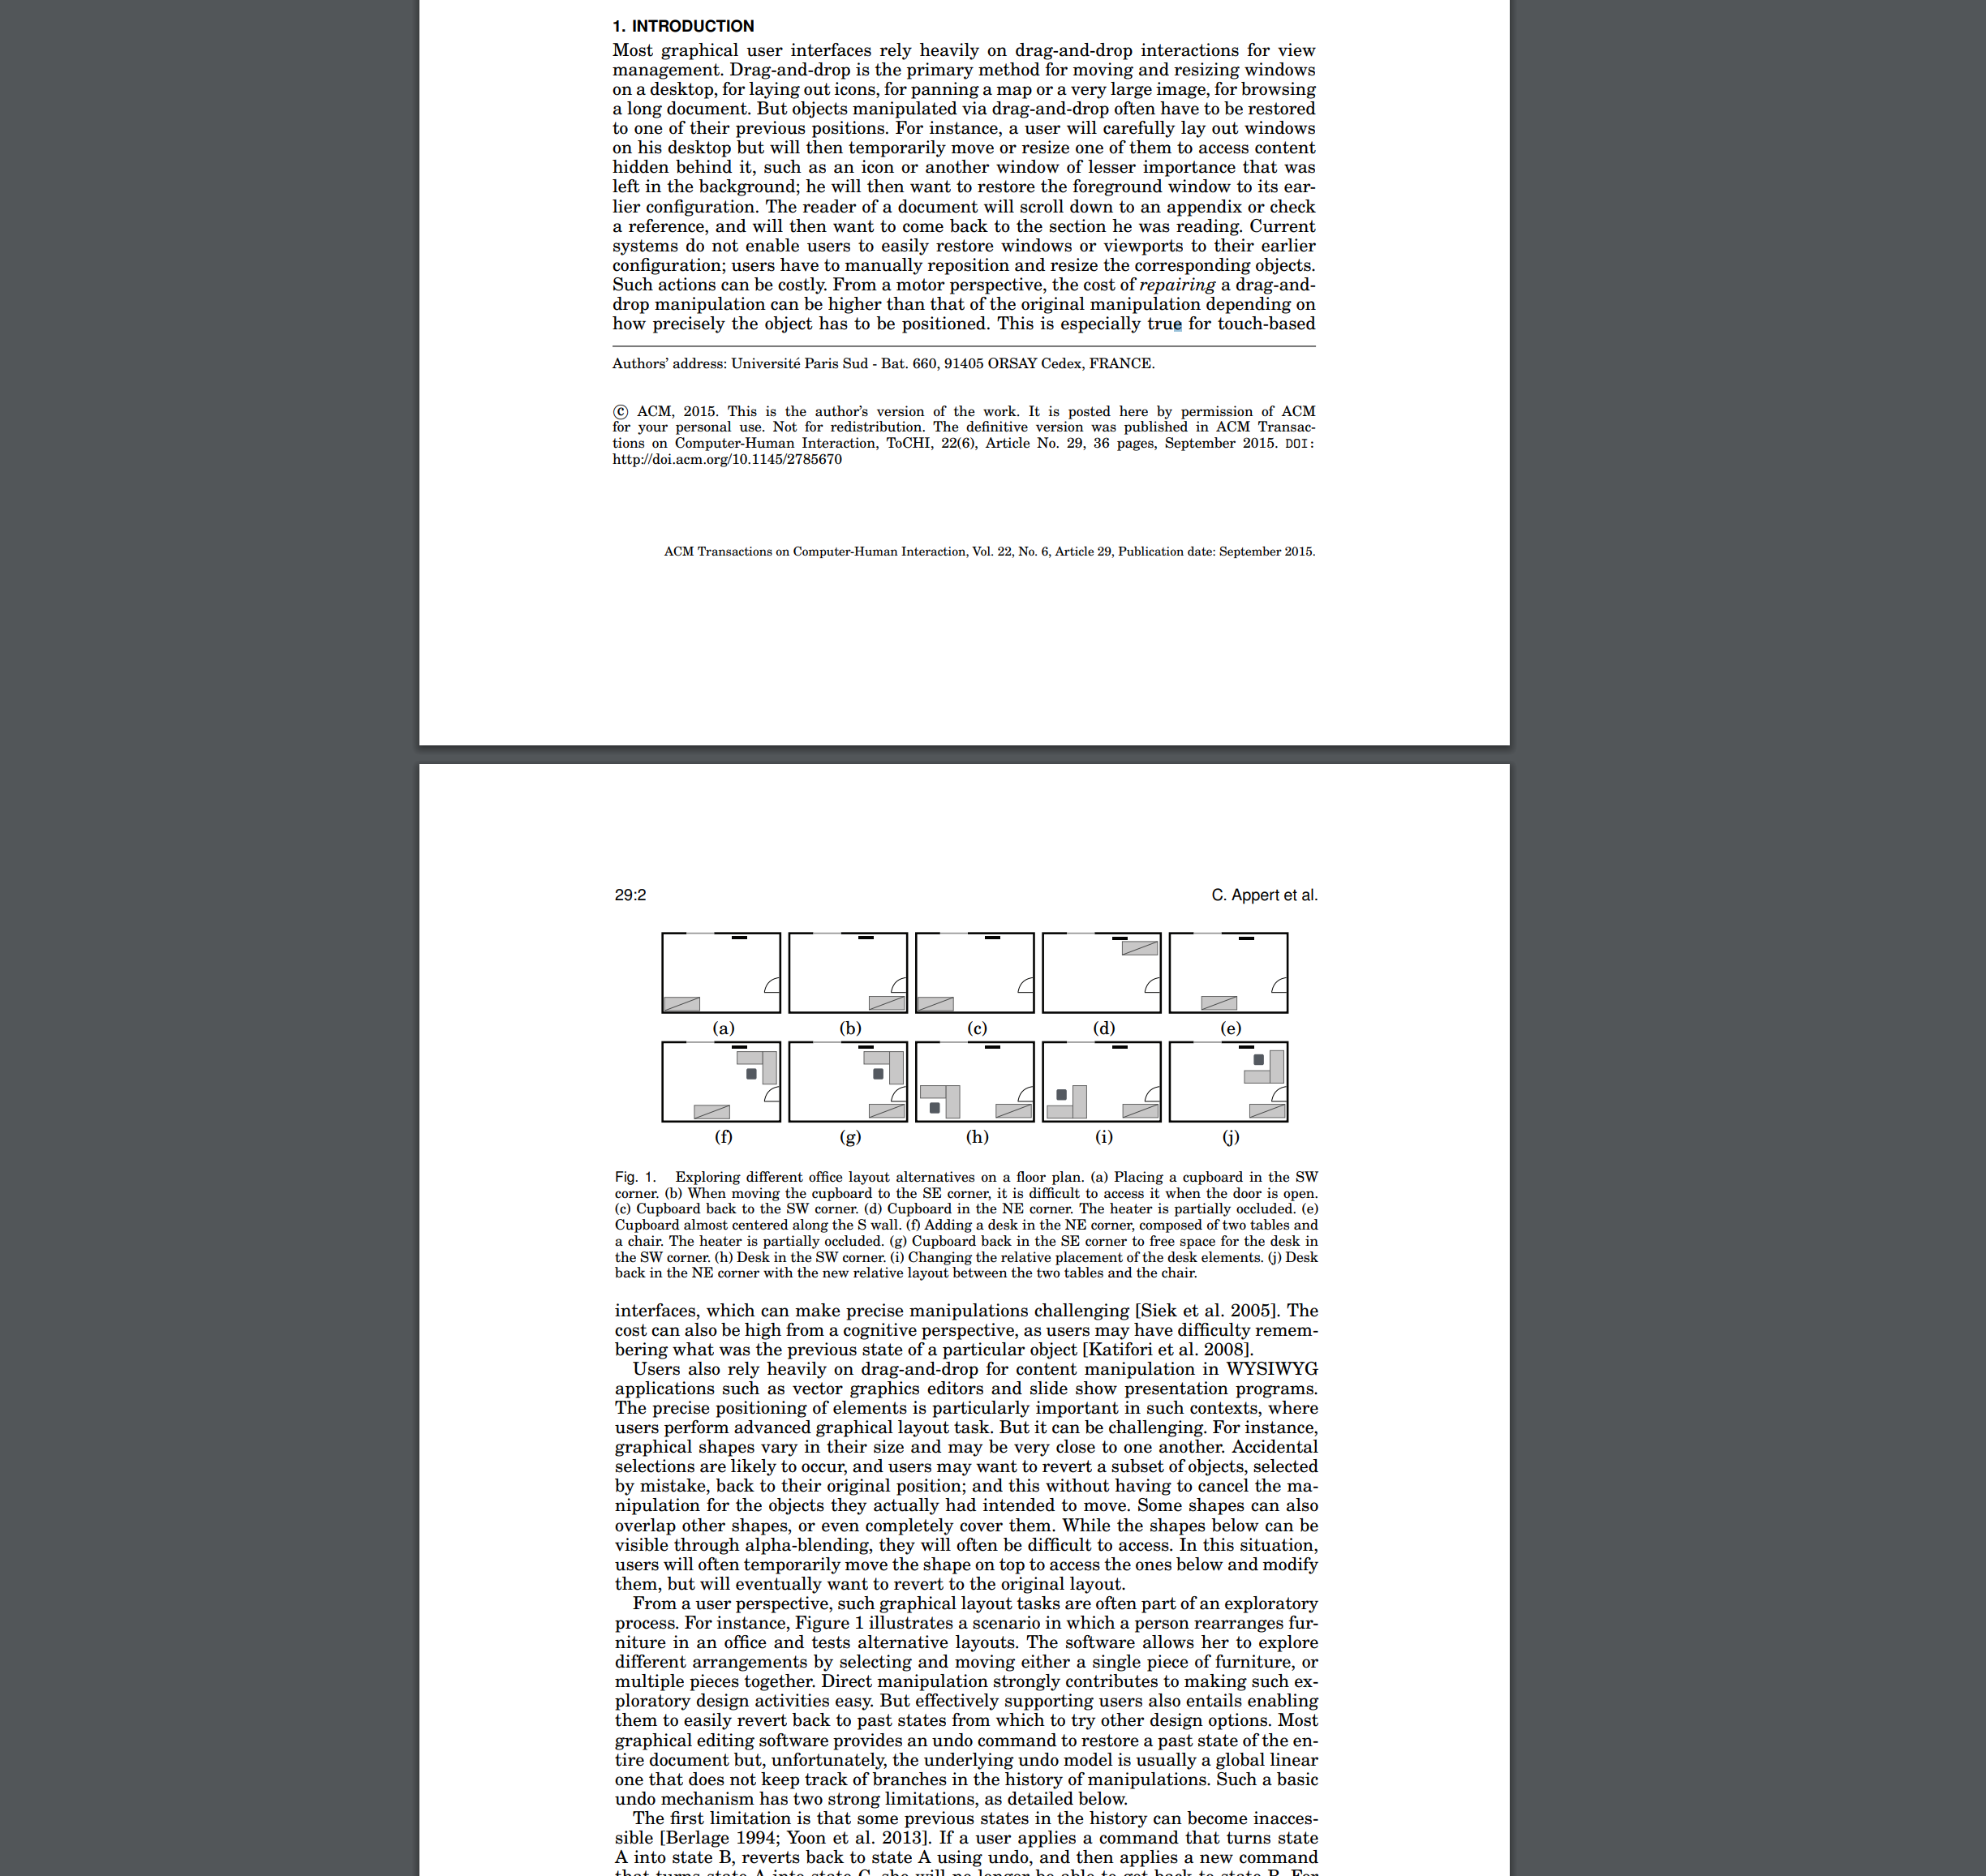 1. INTRODUCTION
Most graphical user interfaces rely heavily on drag-and-drop interactions for view
management. Drag-and-drop is the primary method for moving and resizing windows
on a desktop, for laying out icons, for panning a map or a very large image, for browsing
a long document. But objects manipulated via drag-and-drop often have to be restored
to one of their previous positions. For instance, a user will carefully lay out windows
on his desktop but will then temporarily move or resize one of them to access content
hidden behind it, such as an icon or another window of lesser importance that was
left in the background; he will then want to restore the foreground window to its ear-
lier configuration. The reader of a document will scroll down to an appendix or check
a reference, and will then want to come back to the section he was reading. Current
systems do not enable users to easily restore windows or viewports to their earlier
configuration; users have to manually reposition and resize the corresponding objects.
Such actions can be costly. From a motor perspective, the cost of repairing a drag-and-
drop manipulation can be higher than that of the original manipulation depending on
how precisely the object has to be positioned. This is especially true for touch-based
Authors' address: Université Paris Sud - Bat. 660, 91405 ORSAY Cedex, FRANCE.
© ACM, 2015. This is the author's version of the work. It is posted here by permission of ACM
for your personal use. Not for redistribution. The definitive version was published in ACM Transac-
tions on Computer-Human Interaction, ToCHI, 22(6), Article No. 29, 36 pages, September 2015. DOI:
http://doi.acm.org/10.1145/2785670
ACM Transactions on Computer-Human Interaction, Vol. 22, No. 6, Article 29, Publication date: September 2015.
29:2 C. Appert et al.
(a) (b) (c) (d) (e)
(f) (g) (h) (i) (j)
Fig. 1. Exploring different office layout alternatives on a floor plan. (a) Placing a cupboard in the SW
corner. (b) When moving the cupboard to the SE corner, it is difficult to access it when the door is open.
(c) Cupboard back to the SW corner. (d) Cupboard in the NE corner. The heater is partially occluded. (e)
Cupboard almost centered along the S wall. (f) Adding a desk in the NE corner, composed of two tables and
a chair. The heater is partially occluded. (g) Cupboard back in the SE corner to free space for the desk in
the SW corner. (h) Desk in the SW corner. (i) Changing the relative placement of the desk elements. (j) Desk
back in the NE corner with the new relative layout between the two tables and the chair.
interfaces, which can make precise manipulations challenging [Siek et al. 2005]. The
cost can also be high from a cognitive perspective, as users may have difficulty remem-
bering what was the previous state of a particular object [Katifori et al. 2008].
Users also rely heavily on drag-and-drop for content manipulation in WYSIWYG
applications such as vector graphics editors and slide show presentation programs.
The precise positioning of elements is particularly important in such contexts, where
users perform advanced graphical layout task. But it can be challenging. For instance,
graphical shapes vary in their size and may be very close to one another. Accidental
selections are likely to occur, and users may want to revert a subset of objects, selected
by mistake, back to their original position; and this without having to cancel the ma-
nipulation for the objects they actually had intended to move. Some shapes can also
overlap other shapes, or even completely cover them. While the shapes below can be
visible through alpha-blending, they will often be difficult to access. In this situation,
users will often temporarily move the shape on top to access the ones below and modify
them, but will eventually want to revert to the original layout.
From a user perspective, such graphical layout tasks are often part of an exploratory
process. For instance, Figure 1 illustrates a scenario in which a person rearranges fur-
niture in an office and tests alternative layouts. The software allows her to explore
different arrangements by selecting and moving either a single piece of furniture, or
multiple pieces together. Direct manipulation strongly contributes to making such ex-
ploratory design activities easy. But effectively supporting users also entails enabling
them to easily revert back to past states from which to try other design options. Most
graphical editing software provides an undo command to restore a past state of the en-
tire document but, unfortunately, the underlying undo model is usually a global linear
one that does not keep track of branches in the history of manipulations. Such a basic
undo mechanism has two strong limitations, as detailed below.
The first limitation is that some previous states in the history can become inacces-
sible [Berlage 1994; Yoon et al. 2013]. If a user applies a command that turns state
A into state B, reverts back to state A using undo, and then applies a new command
that turns state A into state C, she will no longer be able to get back to state B. For